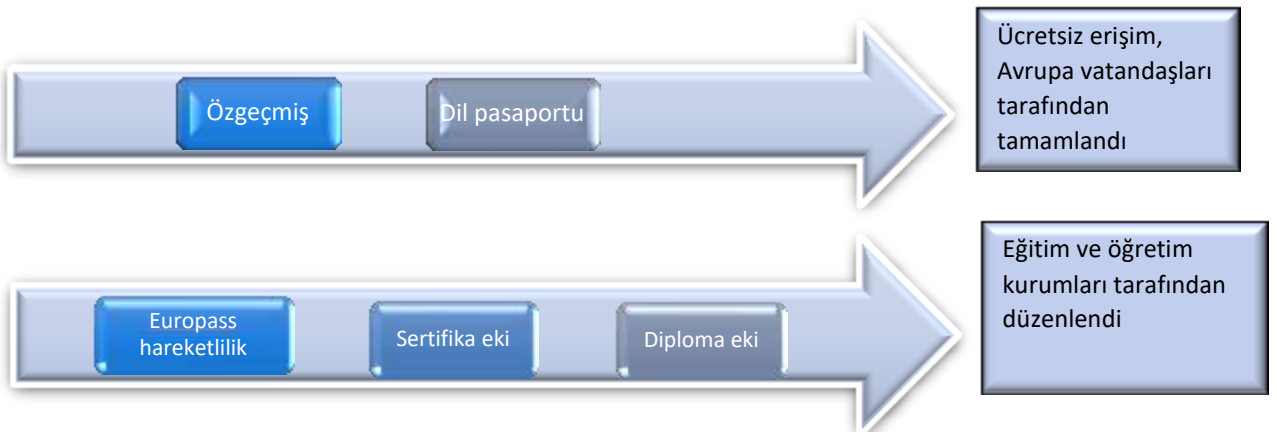 Özgeçmiş
Dil pasaportu
Ücretsiz erişim,
Avrupa vatandaşları
tarafından
tamamlandı
Europass
hareketlilik
Sertifika eki
Diploma eki
Eğitim ve öğretim
kurumları tarafından
düzenlendi